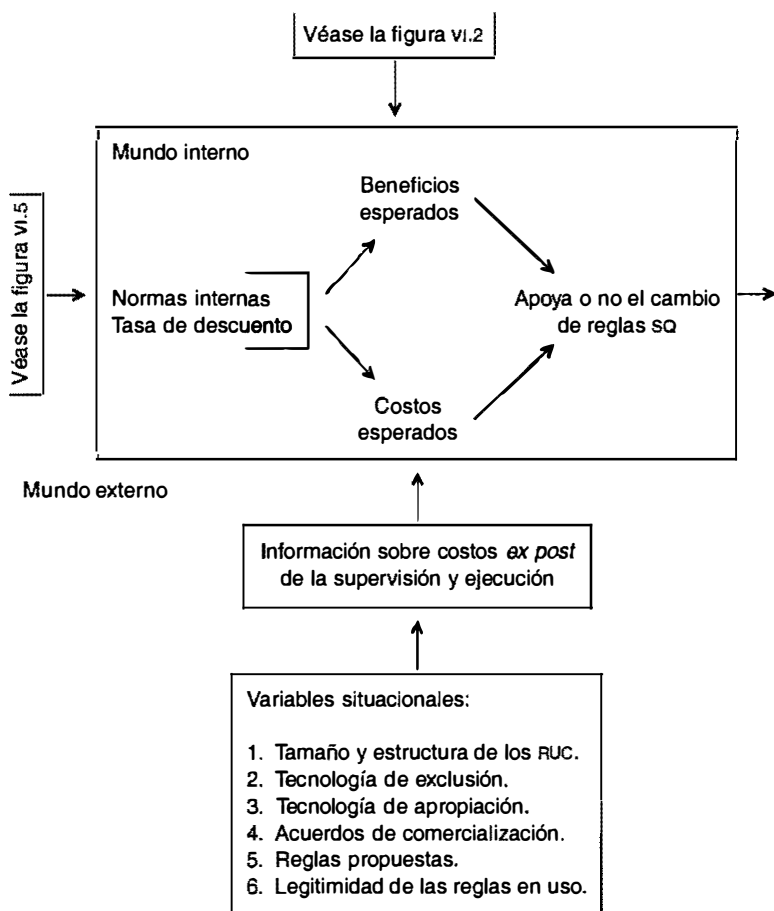 Véase la figura VI.2
Mundo interno
Beneficios
esperados
Véase la figura VI.5
Normas internas
Tasa de descuento
Apoya o no el cambio
de reglas SQ
Costos
esperados
Mundo externo
Información sobre costos ex post
de la supervisión y ejecución
Variables situacionales:
1. Tamaño y estructura de los RUC.
2. Tecnología de exclusión.
3. Tecnología de apropiación.
4. Acuerdos de comercialización.
5. Reglas propuestas.
6. Legitimidad de las reglas en uso.